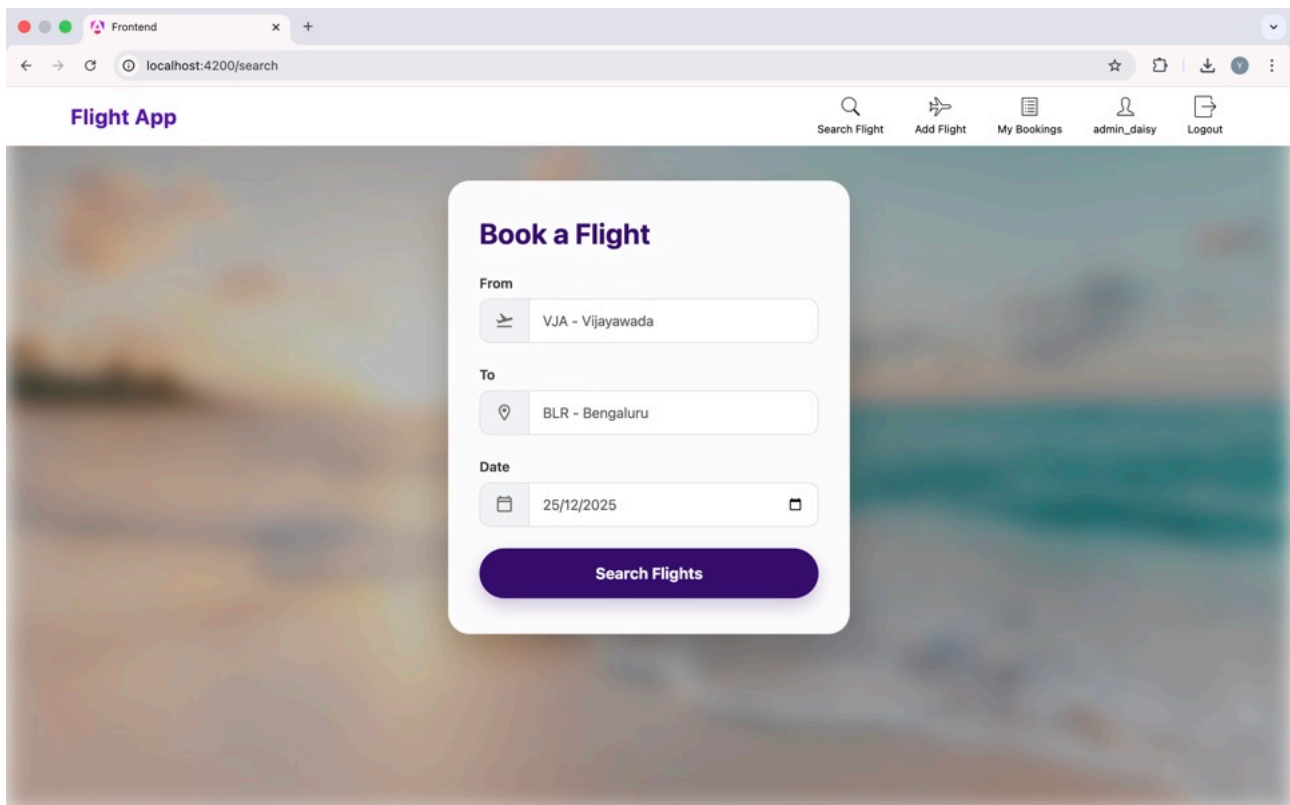 Frontend
localhost:4200/search
Y
Flight App
Search Flight
Add Flight
My Bookings
admin_daisy
Logout
Book a Flight
From
VJA - Vijayawada
To
BLR - Bengaluru
Date
25/12/2025
Search Flights